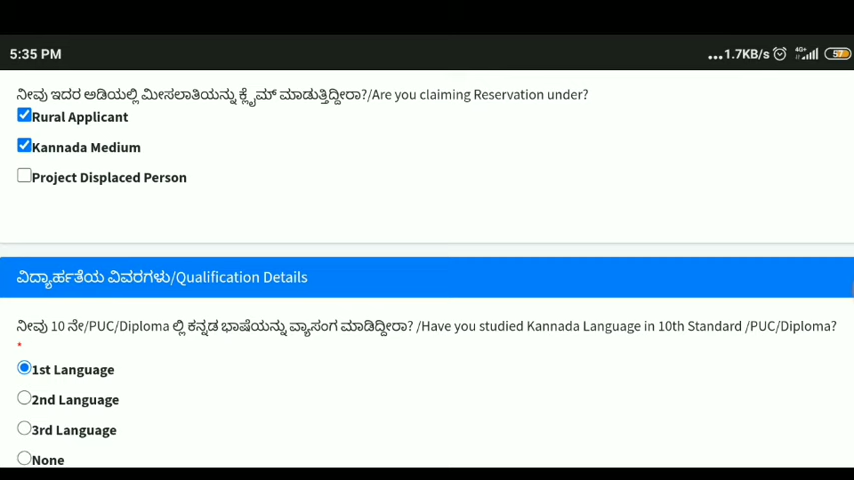 5:35 PM
...1.7KB/s 4G+ 57
ನೀವು ಇದರ ಅಡಿಯಲ್ಲಿ ಮೀಸಲಾತಿಯನ್ನು ಕ್ಲೈಮ್ ಮಾಡುತ್ತಿದ್ದೀರಾ?/Are you claiming Reservation under?
Rural Applicant
Kannada Medium
Project Displaced Person
ವಿದ್ಯಾರ್ಹತೆಯ ವಿವರಗಳು/Qualification Details
ನೀವು 10 ನೇ/PUC/Diploma ಲ್ಲಿ ಕನ್ನಡ ಭಾಷೆಯನ್ನು ವ್ಯಾಸಂಗ ಮಾಡಿದ್ದೀರಾ? /Have you studied Kannada Language in 10th Standard /PUC/Diploma?
*
1st Language
2nd Language
3rd Language
None